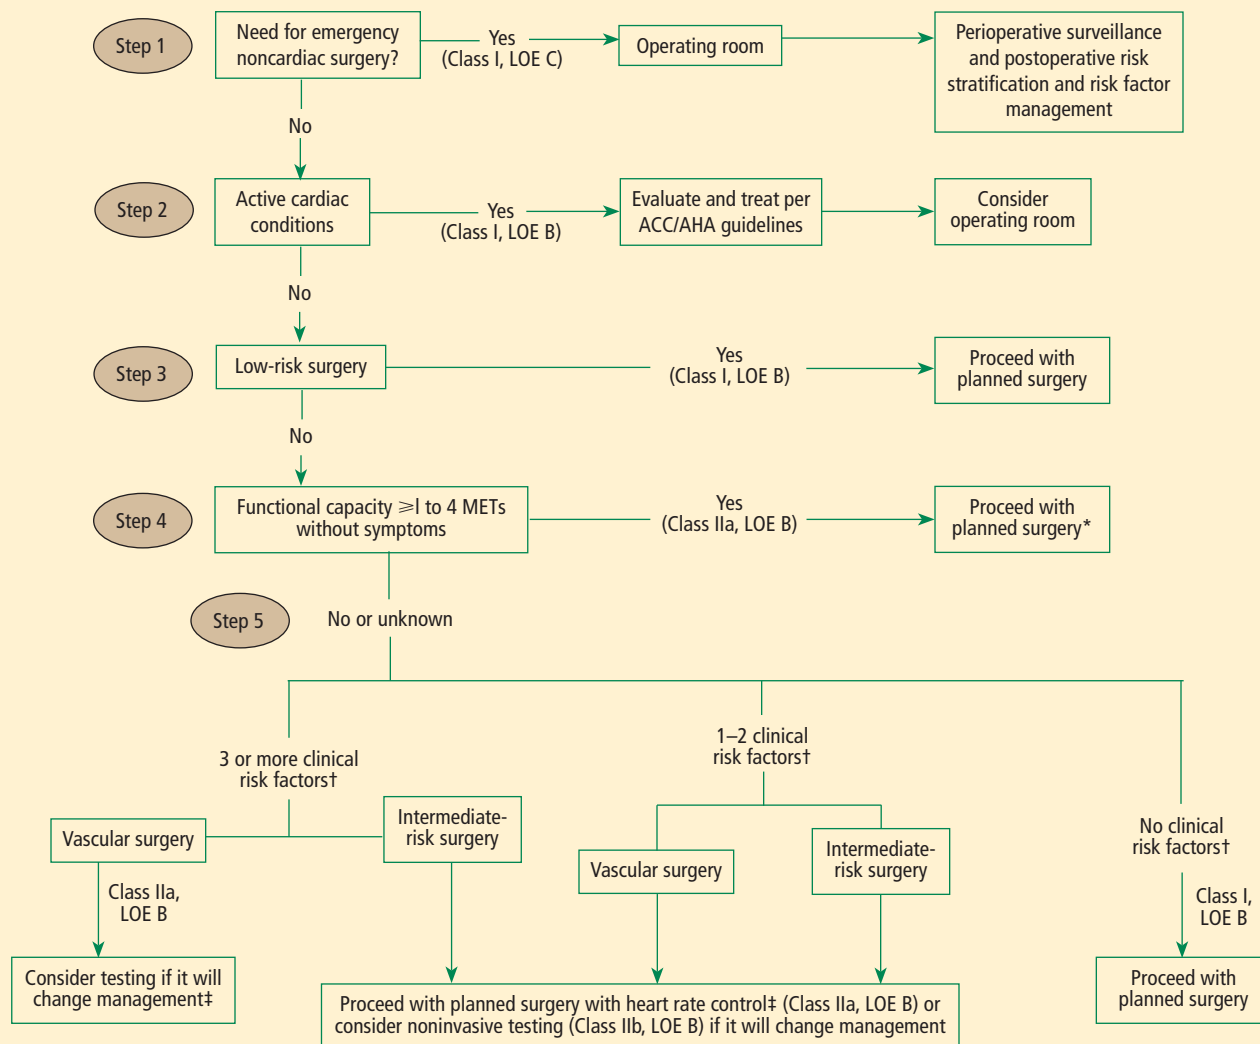 Step 1
Need for emergency
noncardiac surgery?
Yes
(Class I, LOE C)
Operating room
Perioperative surveillance
and postoperative risk
stratification and risk factor
management
No
Step 2
Active cardiac
conditions
Yes
(Class I, LOE B)
Evaluate and treat per
ACC/AHA guidelines
Consider
operating room
No
Step 3
Low-risk surgery
Yes
(Class I, LOE B)
Proceed with
planned surgery
No
Step 4
Functional capacity ⩾l to 4 METs
without symptoms
Yes
(Class IIa, LOE B)
Proceed with
planned surgery*
Step 5
No or unknown
3 or more clinical
risk factors†
Vascular surgery
Intermediate-
risk surgery
Class IIa,
LOE B
Consider testing if it will
change management‡
1–2 clinical
risk factors†
Vascular surgery
Intermediate-
risk surgery
Proceed with planned surgery with heart rate control‡ (Class IIa, LOE B) or
consider noninvasive testing (Class IIb, LOE B) if it will change management
No clinical
risk factors†
Class I,
LOE B
Proceed with
planned surgery